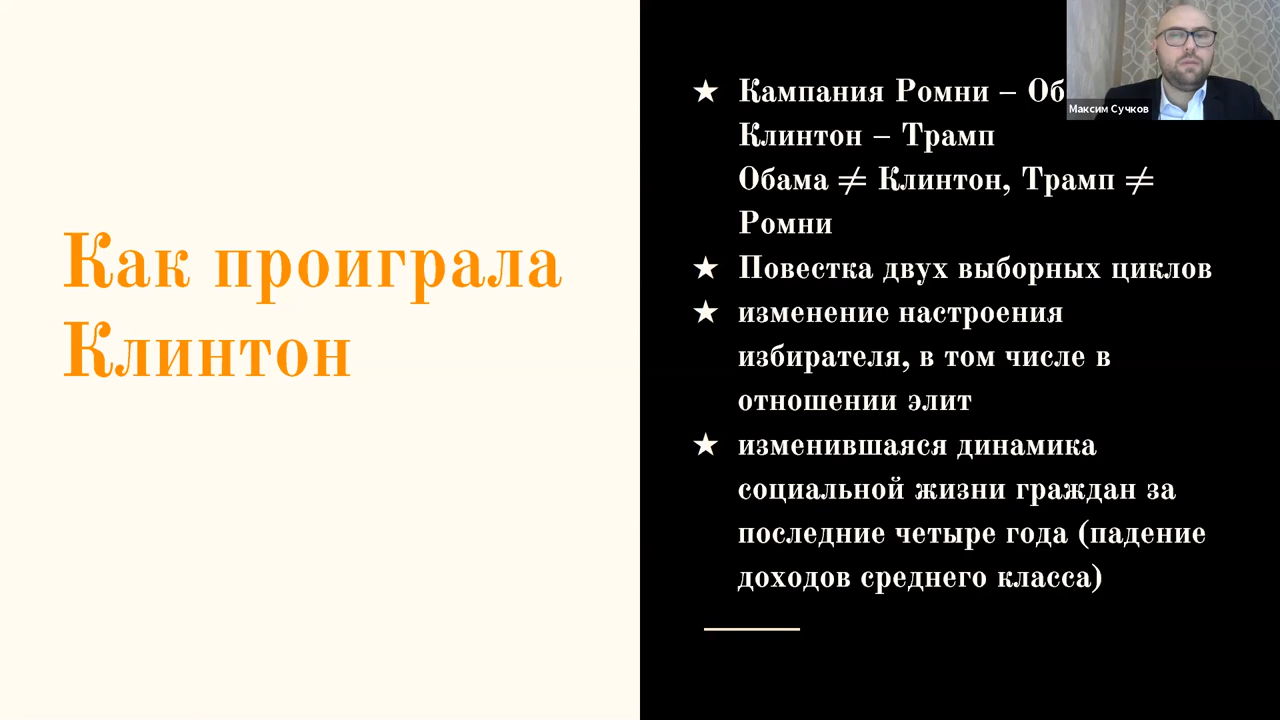 Как проиграла
Клинтон
★ Кампания Ромни – Об
Клинтон – Трамп
Обама ≠ Клинтон, Трамп ≠
Ромни
★ Повестка двух выборных циклов
★ изменение настроения
избирателя, в том числе в
отношении элит
★ изменившаяся динамика
социальной жизни граждан за
последние четыре года (падение
доходов среднего класса)
Максим Сучков